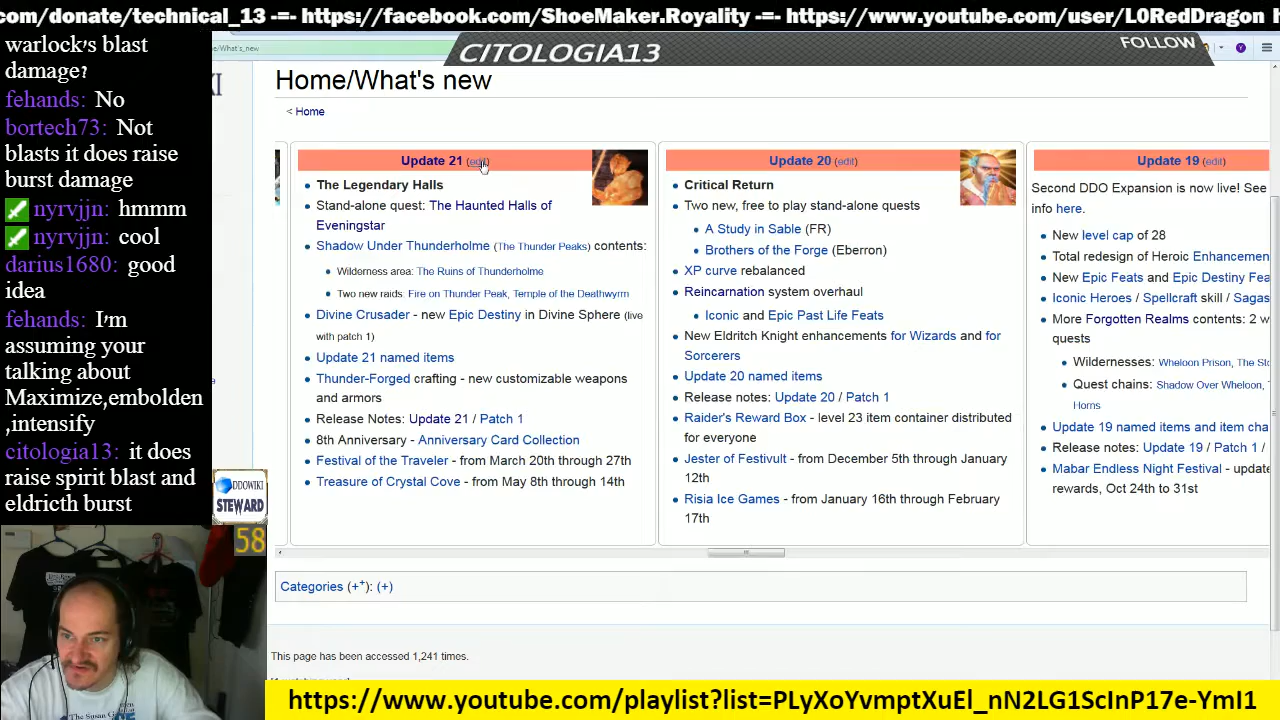 com/donate/technical_13 -=- https://facebook.com/ShoeMaker.Royality -=- https://www.youtube.com/user/L0RedDragon
e/What's_new
CITOLOGIA13
FOLLOW
warlock's blast
damage?
fehands: No
bortech73: Not
blasts it does raise
burst damage
nyrvjjn: hmmm
nyrvjjn: cool
darius1680: good
idea
fehands: I'm
assuming your
talking about
Maximize,embolden
,intensify
citologia13: it does
raise spirit blast and
eldricth burst
DDOWIKI
STEWARD
58
KI
Home/What's new
< Home
Update 21 (edit)
The Legendary Halls
Stand-alone quest: The Haunted Halls of
Eveningstar
Shadow Under Thunderholme (The Thunder Peaks) contents:
Wilderness area: The Ruins of Thunderholme
Two new raids: Fire on Thunder Peak, Temple of the Deathwyrm
Divine Crusader - new Epic Destiny in Divine Sphere (live
with patch 1)
Update 21 named items
Thunder-Forged crafting - new customizable weapons
and armors
Release Notes: Update 21 / Patch 1
8th Anniversary - Anniversary Card Collection
Festival of the Traveler - from March 20th through 27th
Treasure of Crystal Cove - from May 8th through 14th
Update 20 (edit)
Critical Return
Two new, free to play stand-alone quests
A Study in Sable (FR)
Brothers of the Forge (Eberron)
XP curve rebalanced
Reincarnation system overhaul
Iconic and Epic Past Life Feats
New Eldritch Knight enhancements for Wizards and for
Sorcerers
Update 20 named items
Release notes: Update 20 / Patch 1
Raider's Reward Box - level 23 item container distributed
for everyone
Jester of Festivult - from December 5th through January
12th
Risia Ice Games - from January 16th through February
17th
Update 19 (edit)
Second DDO Expansion is now live! See
info here.
New level cap of 28
Total redesign of Heroic Enhancemen
New Epic Feats and Epic Destiny Fea
Iconic Heroes / Spellcraft skill / Sagas
More Forgotten Realms contents: 2 w
quests
Wildernesses: Wheloon Prison, The Sto
Quest chains: Shadow Over Wheloon, T
Horns
Update 19 named items and item cha
Release notes: Update 19 / Patch 1 /
Mabar Endless Night Festival - update
rewards, Oct 24th to 31st
Categories (+⁺): (+)
This page has been accessed 1,241 times.
https://www.youtube.com/playlist?list=PLyXoYvmptXuEl_nN2LG1ScInP17e-YmI1